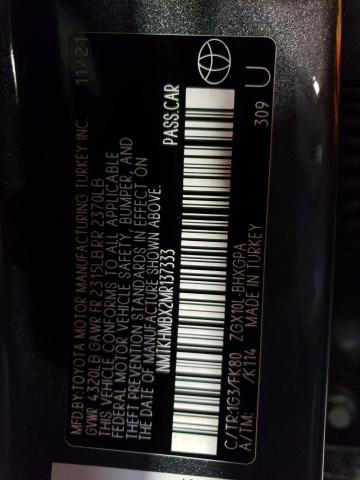 MFD.BY:TOYOTA MOTOR MANUFACTURING TURKEY INC. 11/21
GVWR 4320LB GAWR FR 2315LB RR 2370LB
THIS VEHICLE CONFORMS TO ALL APPLICABLE
FEDERAL MOTOR VEHICLE SAFETY, BUMPER, AND
THEFT PREVENTION STANDARDS IN EFFECT ON
THE DATE OF MANUFACTURE SHOWN ABOVE.
NMTKHMBX2MR137333 PASS.CAR
C/TR:1G3/FK80 ZGX10L-BHXGPA
A/TM: /K114 MADE IN TURKEY
309 U